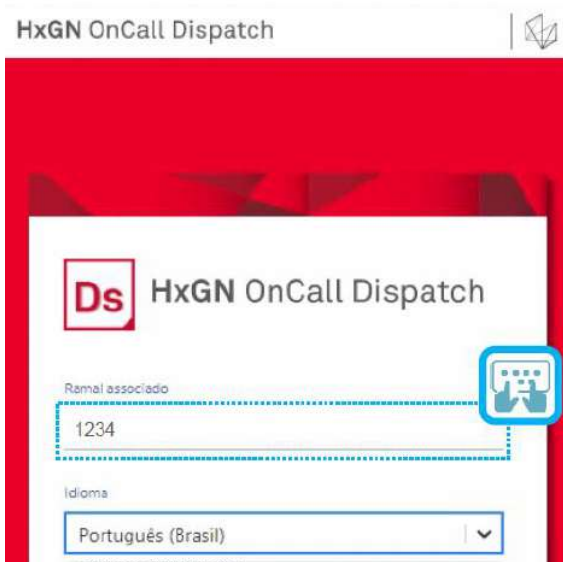 HxGN OnCall Dispatch
Ds HxGN OnCall Dispatch
Ramal associado
1234
Idioma
Português (Brasil)